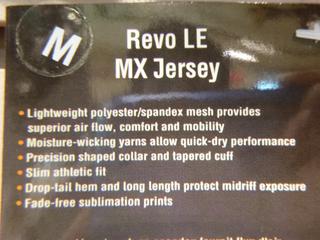 M
Revo LE
MX Jersey
• Lightweight polyester/spandex mesh provides
superior air flow, comfort and mobility
• Moisture-wicking yarns allow quick-dry performance
• Precision shaped collar and tapered cuff
• Slim athletic fit
• Drop-tail hem and long length protect midriff exposure
• Fade-free sublimation prints